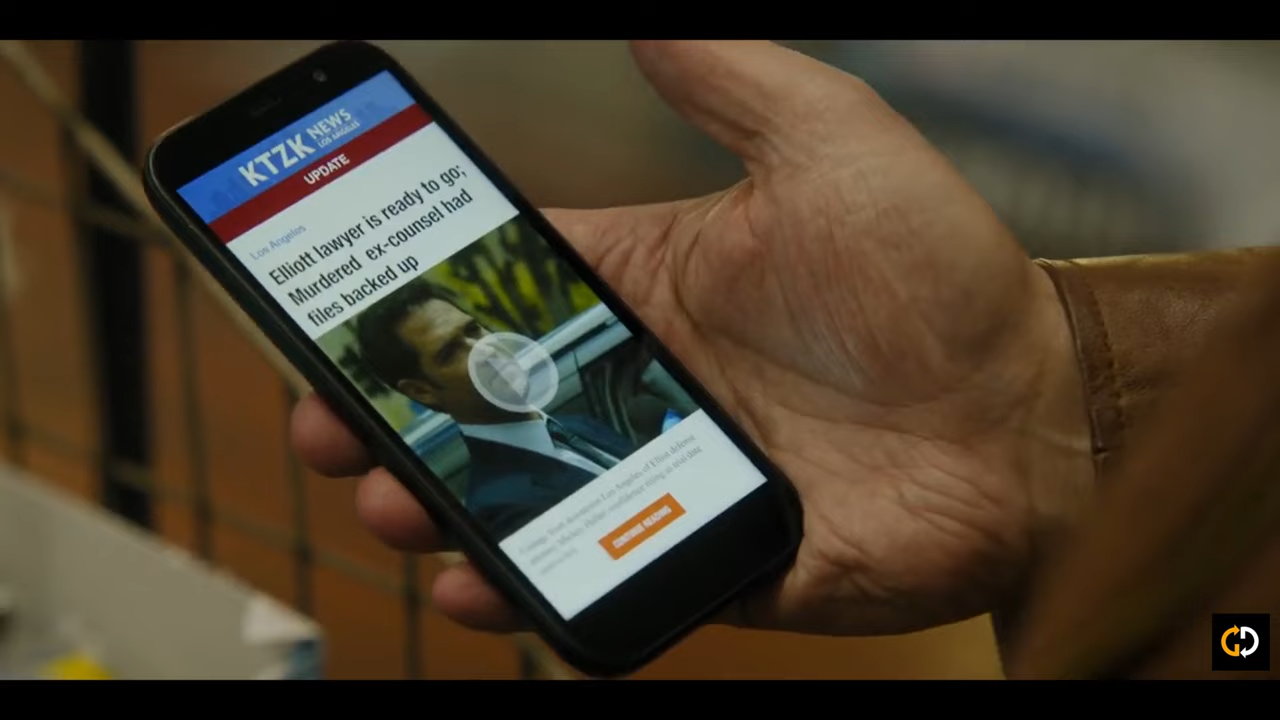 KTZK NEWS
LOS ANGELES
UPDATE
Los Angeles
Elliott lawyer is ready to go;
Murdered ex-counsel had
files backed up
CONTINUE READING